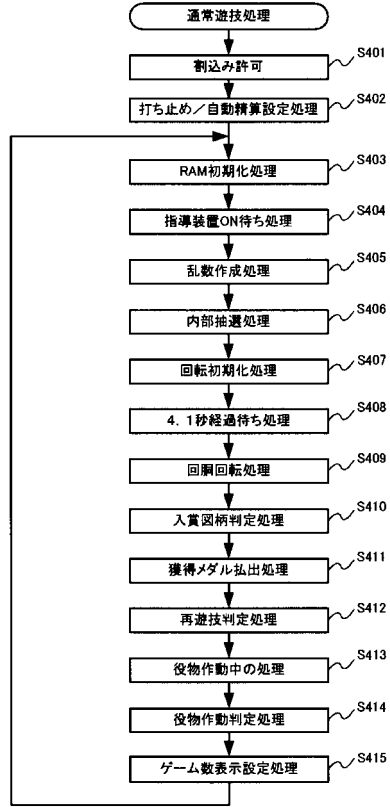 通常遊技処理
割込み許可
S401
打ち止め／自動精算設定処理
S402
RAM初期化処理
S403
指導装置ON待ち処理
S404
乱数作成処理
S405
内部抽選処理
S406
回転初期化処理
S407
4．1秒経過待ち処理
S408
回胴回転処理
S409
入賞図柄判定処理
S410
獲得メダル払出処理
S411
再遊技判定処理
S412
役物作動中の処理
S413
役物作動判定処理
S414
ゲーム数表示設定処理
S415